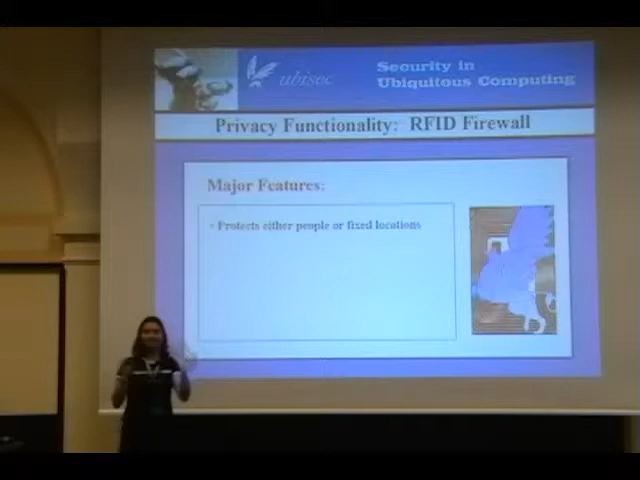 ubisec
Security in
Ubiquitous Computing
Privacy Functionality: RFID Firewall
Major Features:
• Protects either people or fixed locations